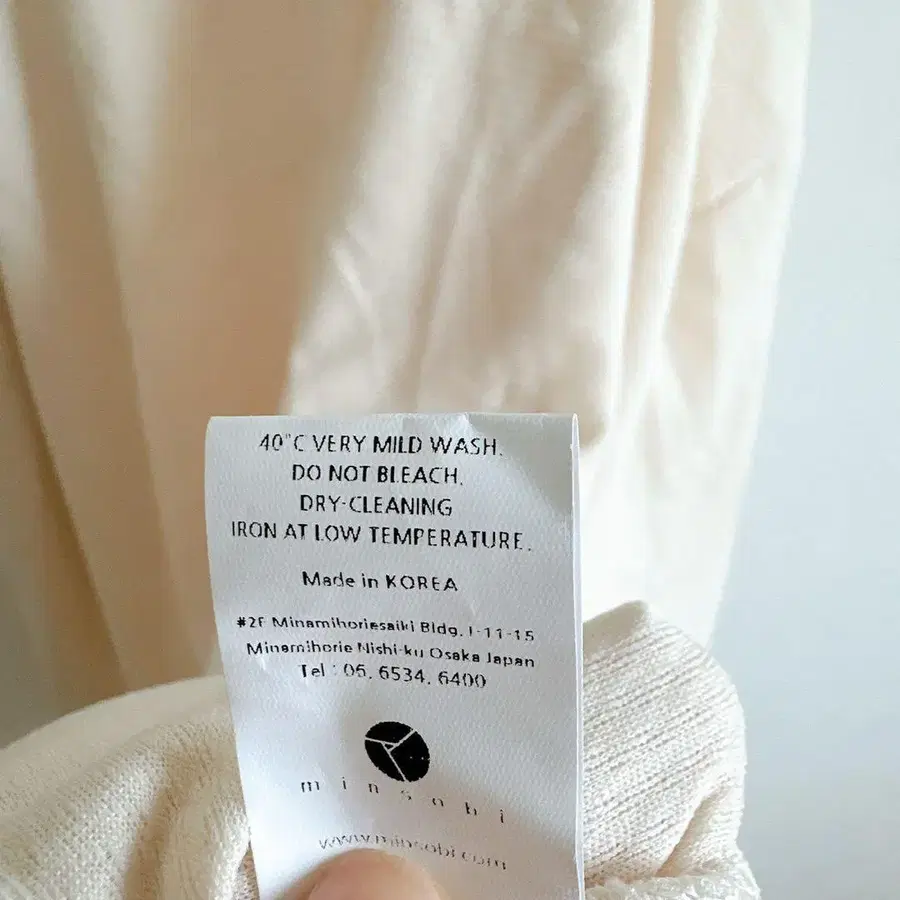 40°C VERY MILD WASH.
DO NOT BLEACH.
DRY-CLEANING
IRON AT LOW TEMPERATURE.
Made in KOREA
#2F Minamihoriesaiki Bldg. 1-11-15
Minamihorie Nishi-ku Osaka Japan
Tel : 06. 6534. 6400
minsobi
www.minsobi.com